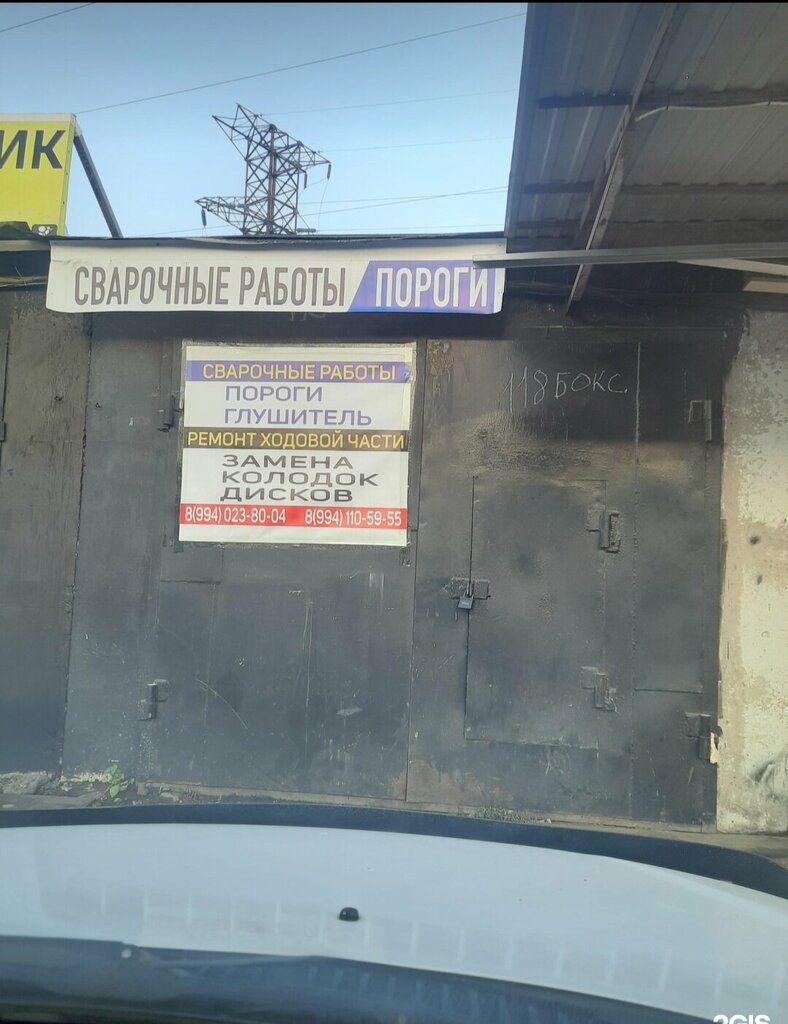 ИК
СВАРОЧНЫЕ РАБОТЫ ПОРОГИ
СВАРОЧНЫЕ РАБОТЫ
ПОРОГИ
ГЛУШИТЕЛЬ
РЕМОНТ ХОДОВОЙ ЧАСТИ
ЗАМЕНА
КОЛОДОК
ДИСКОВ
8(994) 023-80-04 8(994) 110-59-55
118 БОКС.
2GIS